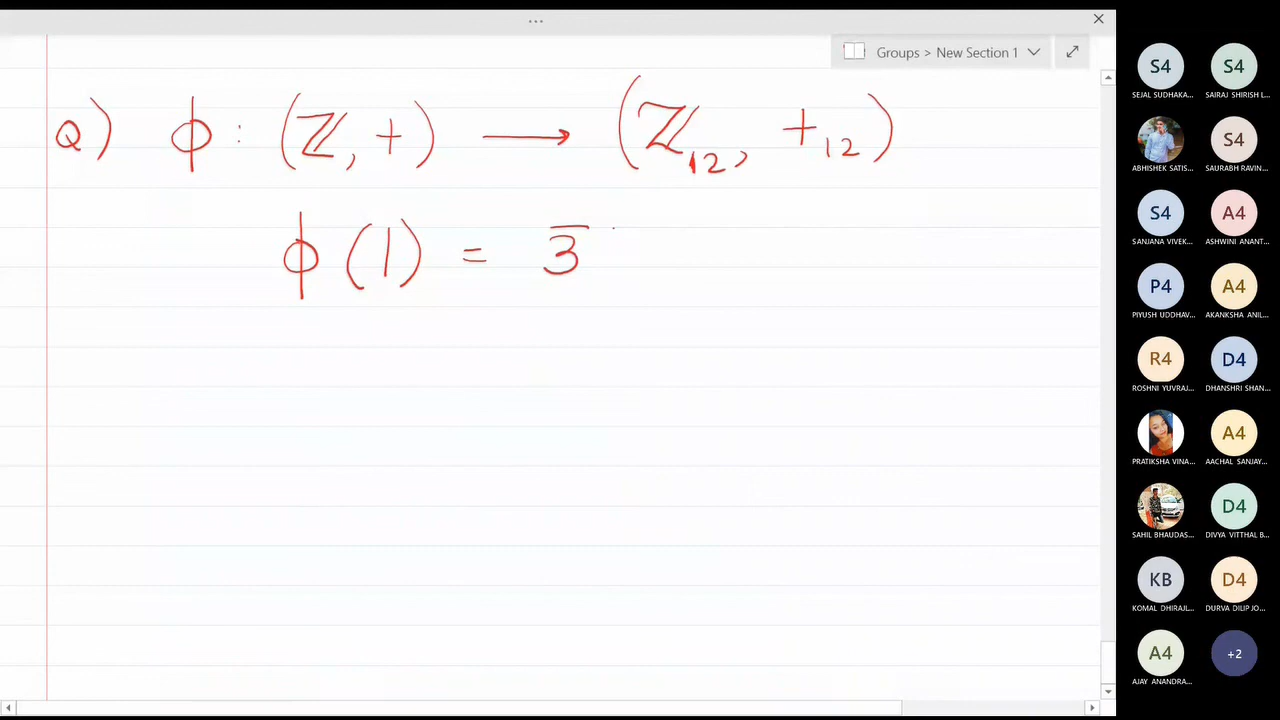 Groups > New Section 1
Q) ϕ : (ℤ, +) ⟶ (ℤ₁₂, +₁₂)
ϕ (1) = 3̅
S4
SEJAL SUDHAKA...
S4
SAIRAJ SHIRISH L...
ABHISHEK SATIS...
S4
SAURABH RAVIN...
S4
SANJANA VIVEK...
A4
ASHWINI ANANT...
P4
PIYUSH UDDHAV...
A4
AKANKSHA ANIL...
R4
ROSHNI YUVRAJ...
D4
DHANSHRI SHAN...
PRATIKSHA VINA...
A4
AACHAL SANJAY...
SAHIL BHAUDAS...
D4
DIVYA VITTHAL B...
KB
KOMAL DHIRAJL...
D4
DURVA DILIP JO...
A4
AJAY ANANDRA...
+2